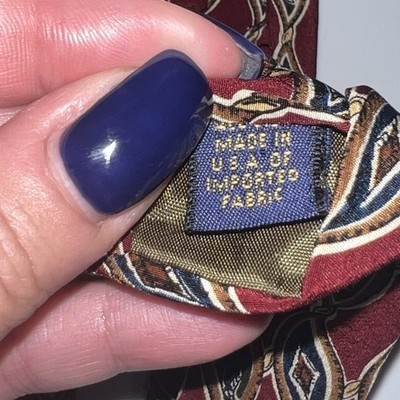 MADE IN
U.S.A. OF
IMPORTED
FABRIC